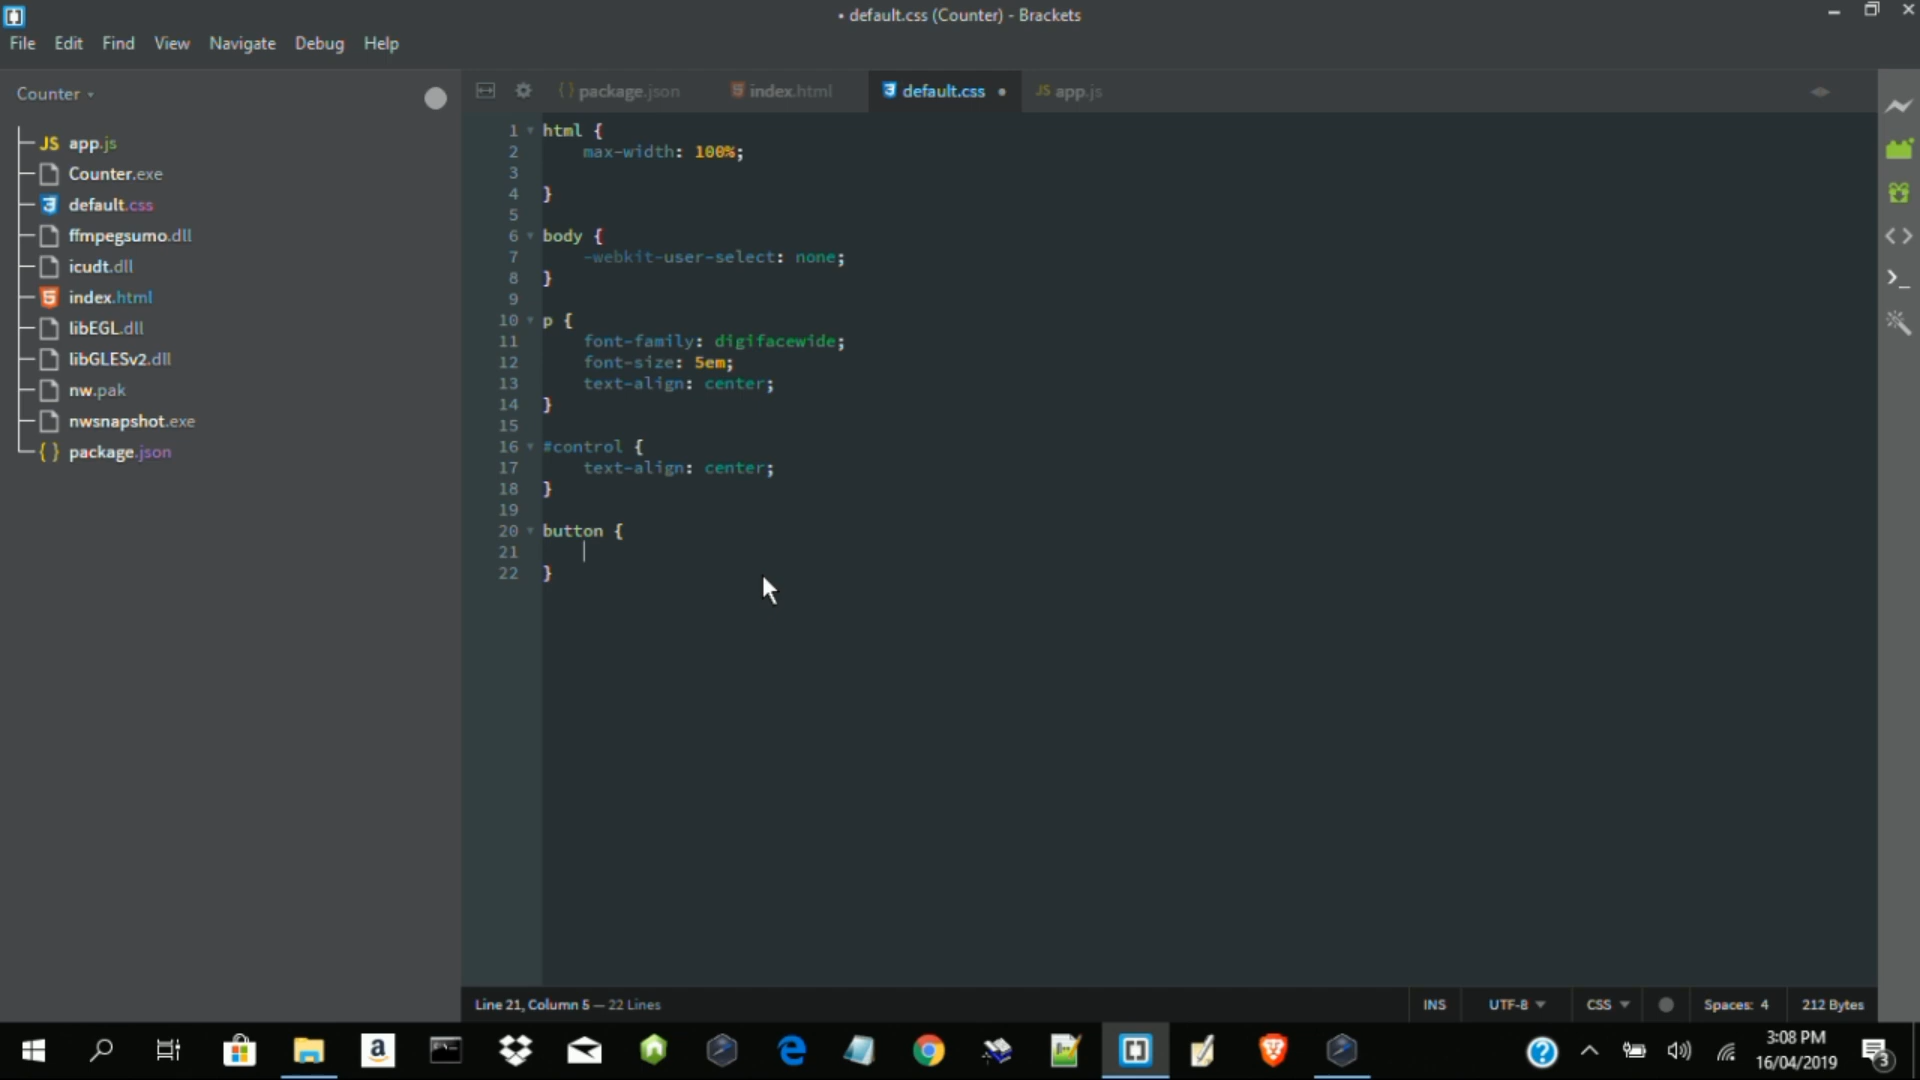 • default.css (Counter) - Brackets
File Edit Find View Navigate Debug Help
Counter
package.json index.html default.css • JS app.js
JS app.js
Counter.exe
default.css
ffmpegsumo.dll
icudt.dll
index.html
libEGL.dll
libGLESv2.dll
nw.pak
nwsnapshot.exe
{ } package.json
1 html {
2 max-width: 100%;
3
4 }
5
6 body {
7 -webkit-user-select: none;
8 }
9
10 p {
11 font-family: digifacewide;
12 font-size: 5em;
13 text-align: center;
14 }
15
16 #control {
17 text-align: center;
18 }
19
20 button {
21
22 }
Line 21, Column 5 — 22 Lines
INS UTF-8 CSS Spaces: 4 212 Bytes
3:08 PM
16/04/2019
3